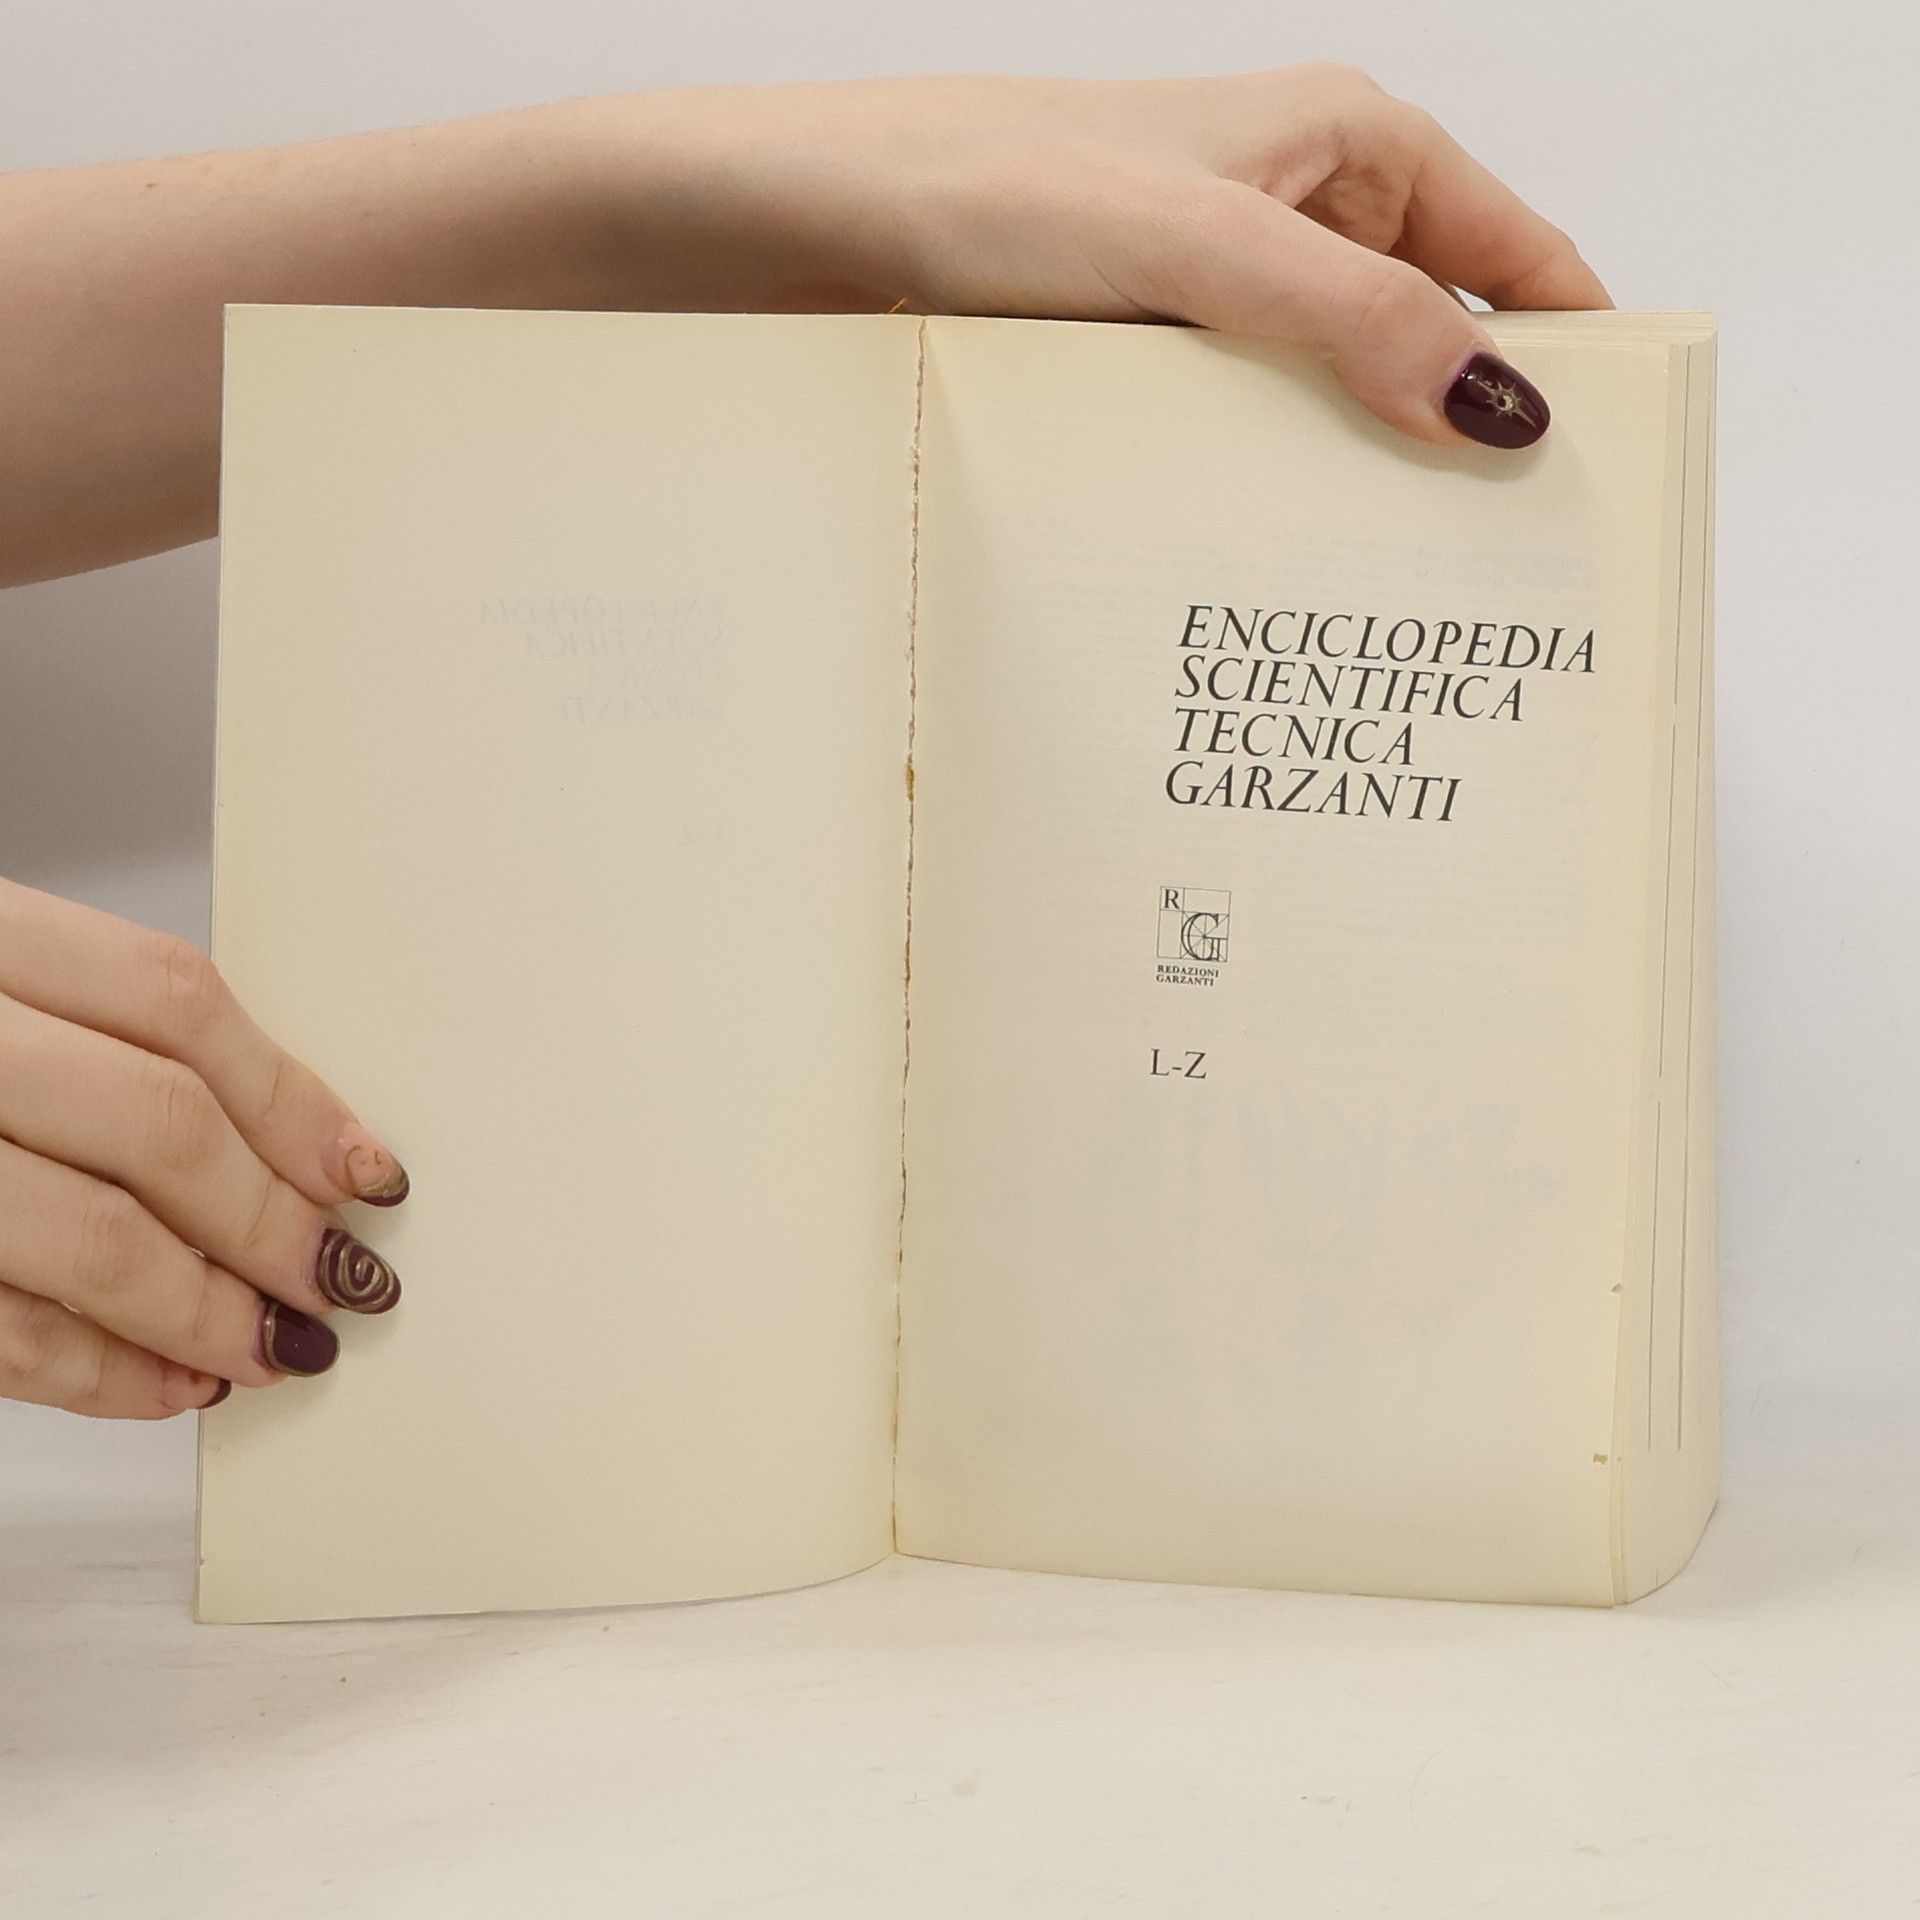 ENCICLOPEDIA
SCIENTIFICA
TECNICA
GARZANTI
R
G
REDAZIONI
GARZANTI
L-Z